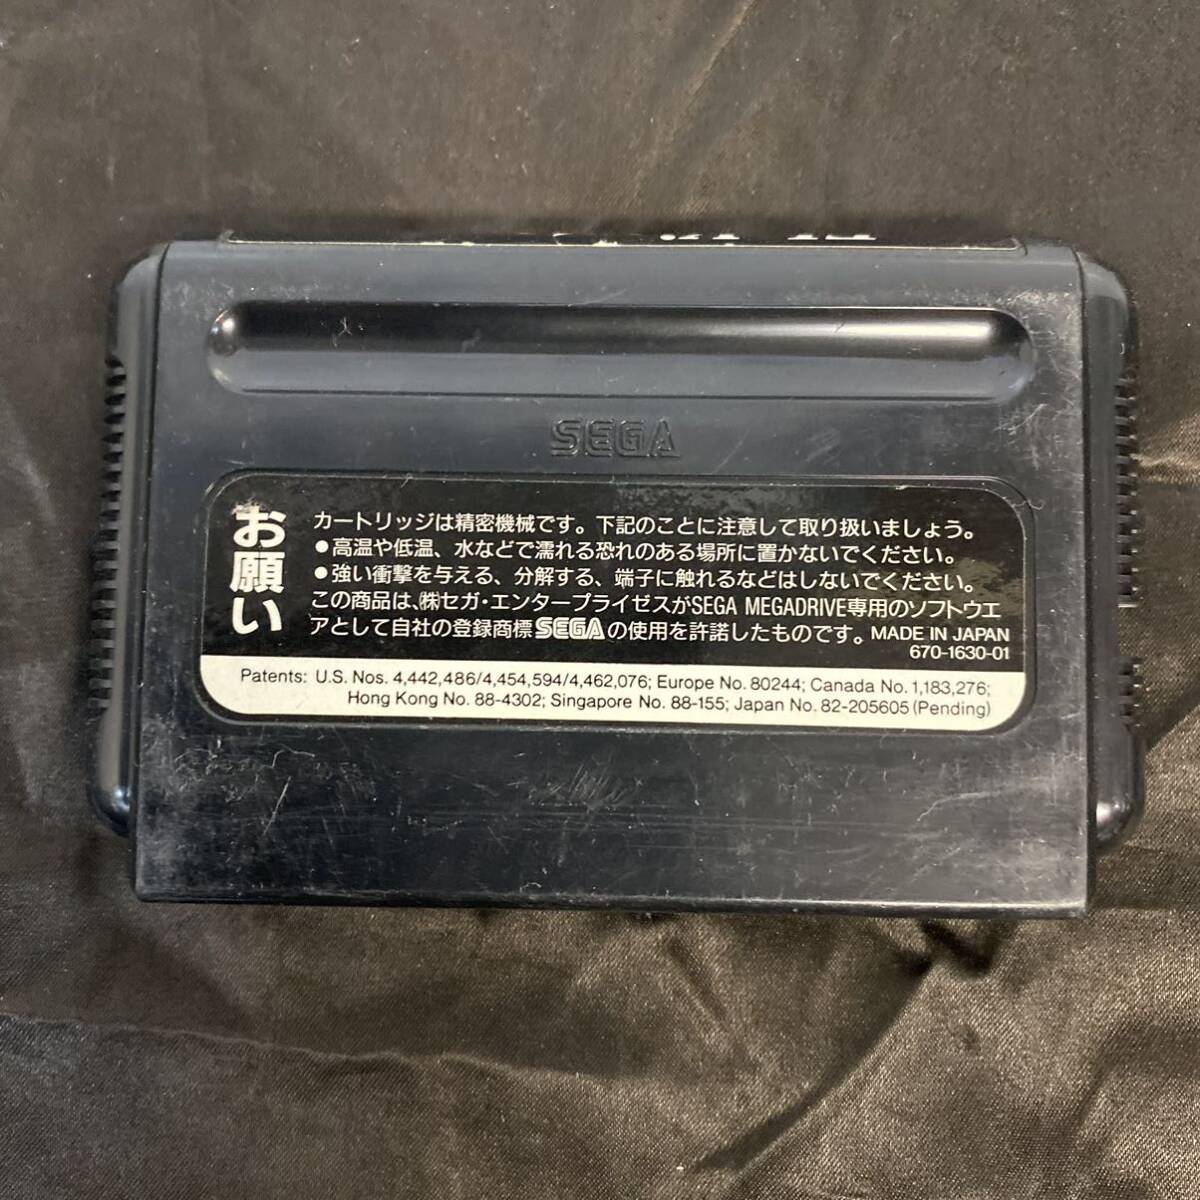 SEGA
お願い
カートリッジは精密機械です。下記のことに注意して取り扱いましょう。
●高温や低温、水などで濡れる恐れのある場所に置かないでください。
●強い衝撃を与える、分解する、端子に触れるなどはしないでください。
この商品は、㈱セガ・エンタープライゼスがSEGA MEGADRIVE専用のソフトウエ
アとして自社の登録商標SEGAの使用を許諾したものです。MADE IN JAPAN
670-1630-01
Patents: U.S. Nos. 4,442,486/4,454,594/4,462,076; Europe No. 80244; Canada No. 1,183,276;
Hong Kong No. 88-4302; Singapore No. 88-155; Japan No. 82-205605 (Pending)